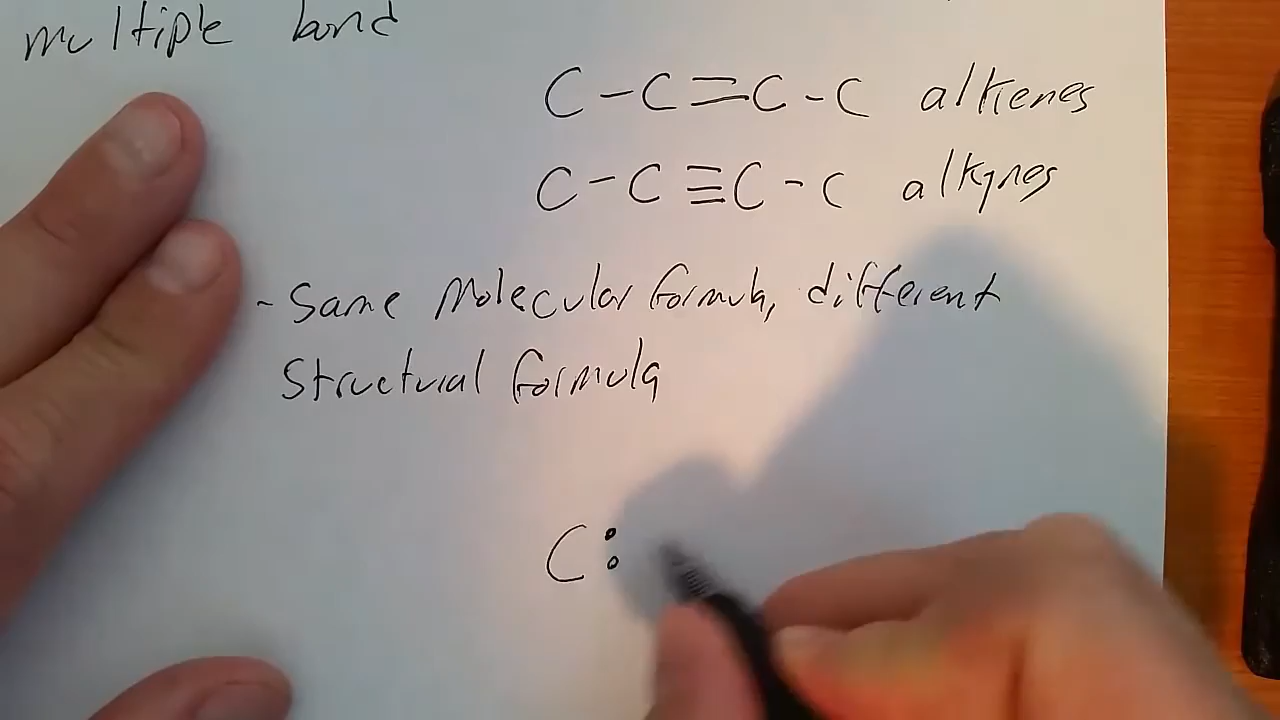 multiple bond
C-C=C-C alkenes
C-C≡C-C alkynes
- Same molecular formula, different
structural formula
C: